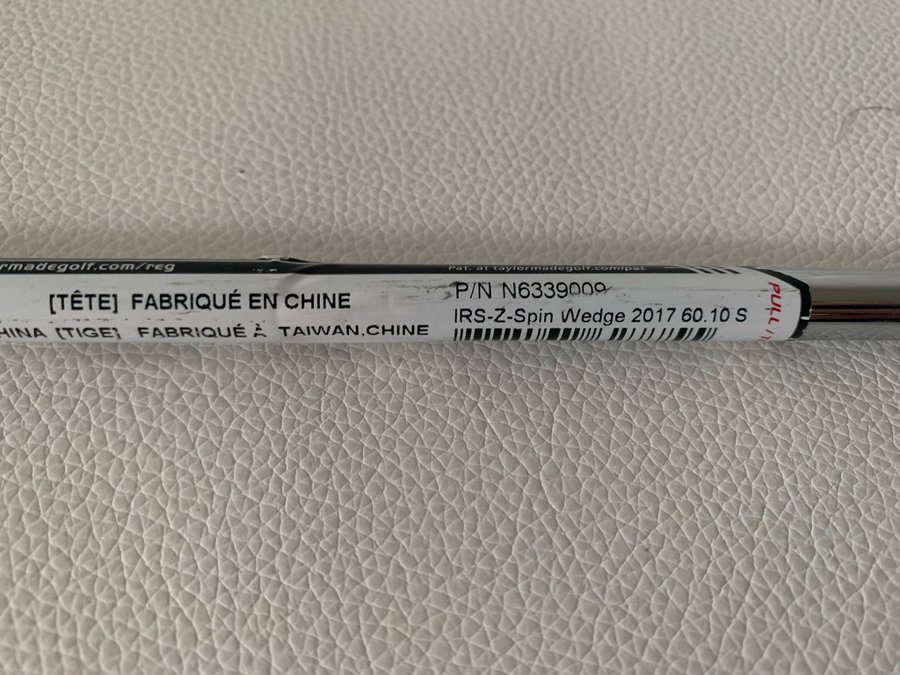 rmadegolf.com/reg
[TÊTE] FABRIQUÉ EN CHINE
HINA [TIGE] FABRIQUÉ À TAIWAN,CHINE
Pat. at taylormadegolf.com/pat
P/N N6339009
IRS-Z-Spin Wedge 2017 60.10 S
PULL